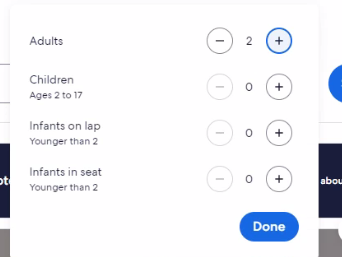 Adults 2
Children 0
Ages 2 to 17
Infants on lap 0
Younger than 2
Infants in seat 0
Younger than 2
Done